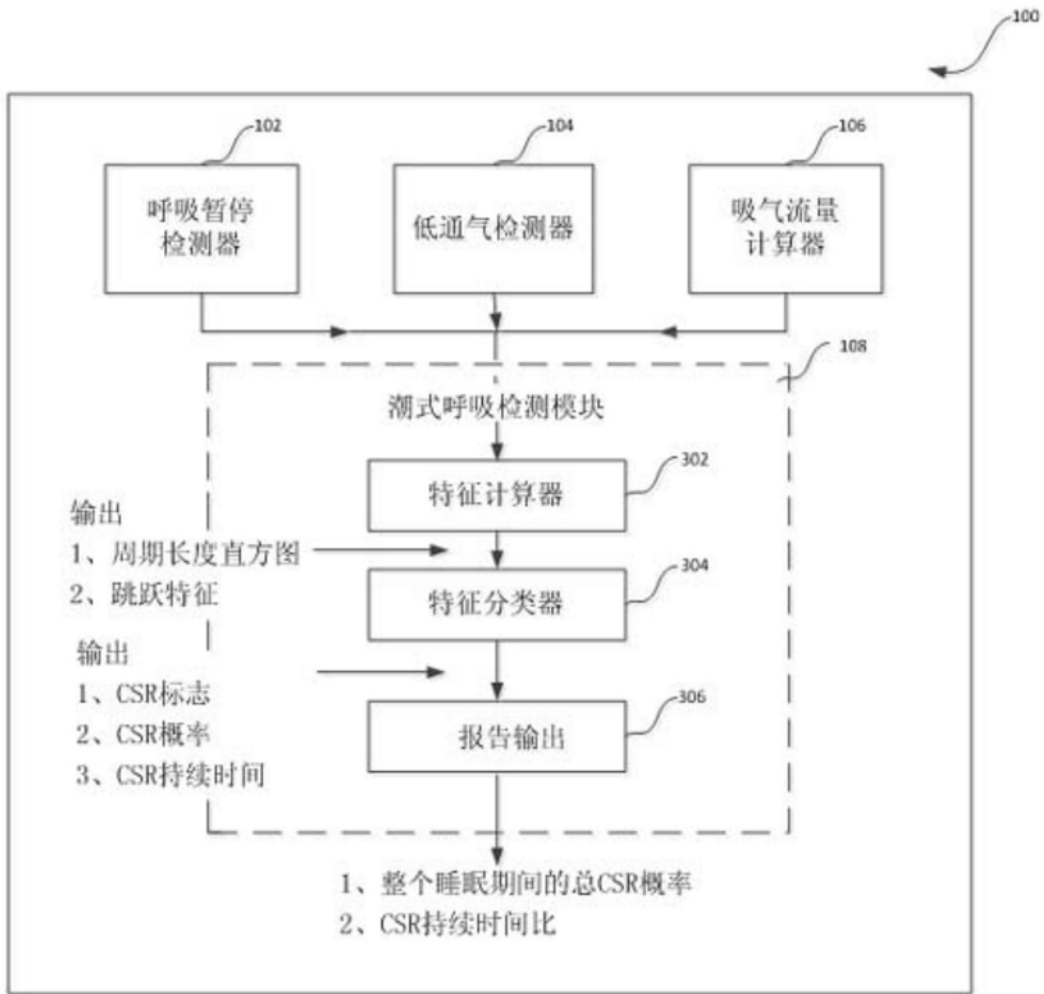 100
102
104
106
呼吸暂停
检测器
低通气检测器
吸气流量
计算器
108
潮式呼吸检测模块
302
特征计算器
输出
1、周期长度直方图
2、跳跃特征
304
特征分类器
输出
1、CSR标志
2、CSR概率
3、CSR持续时间
306
报告输出
1、整个睡眠期间的总CSR概率
2、CSR持续时间比